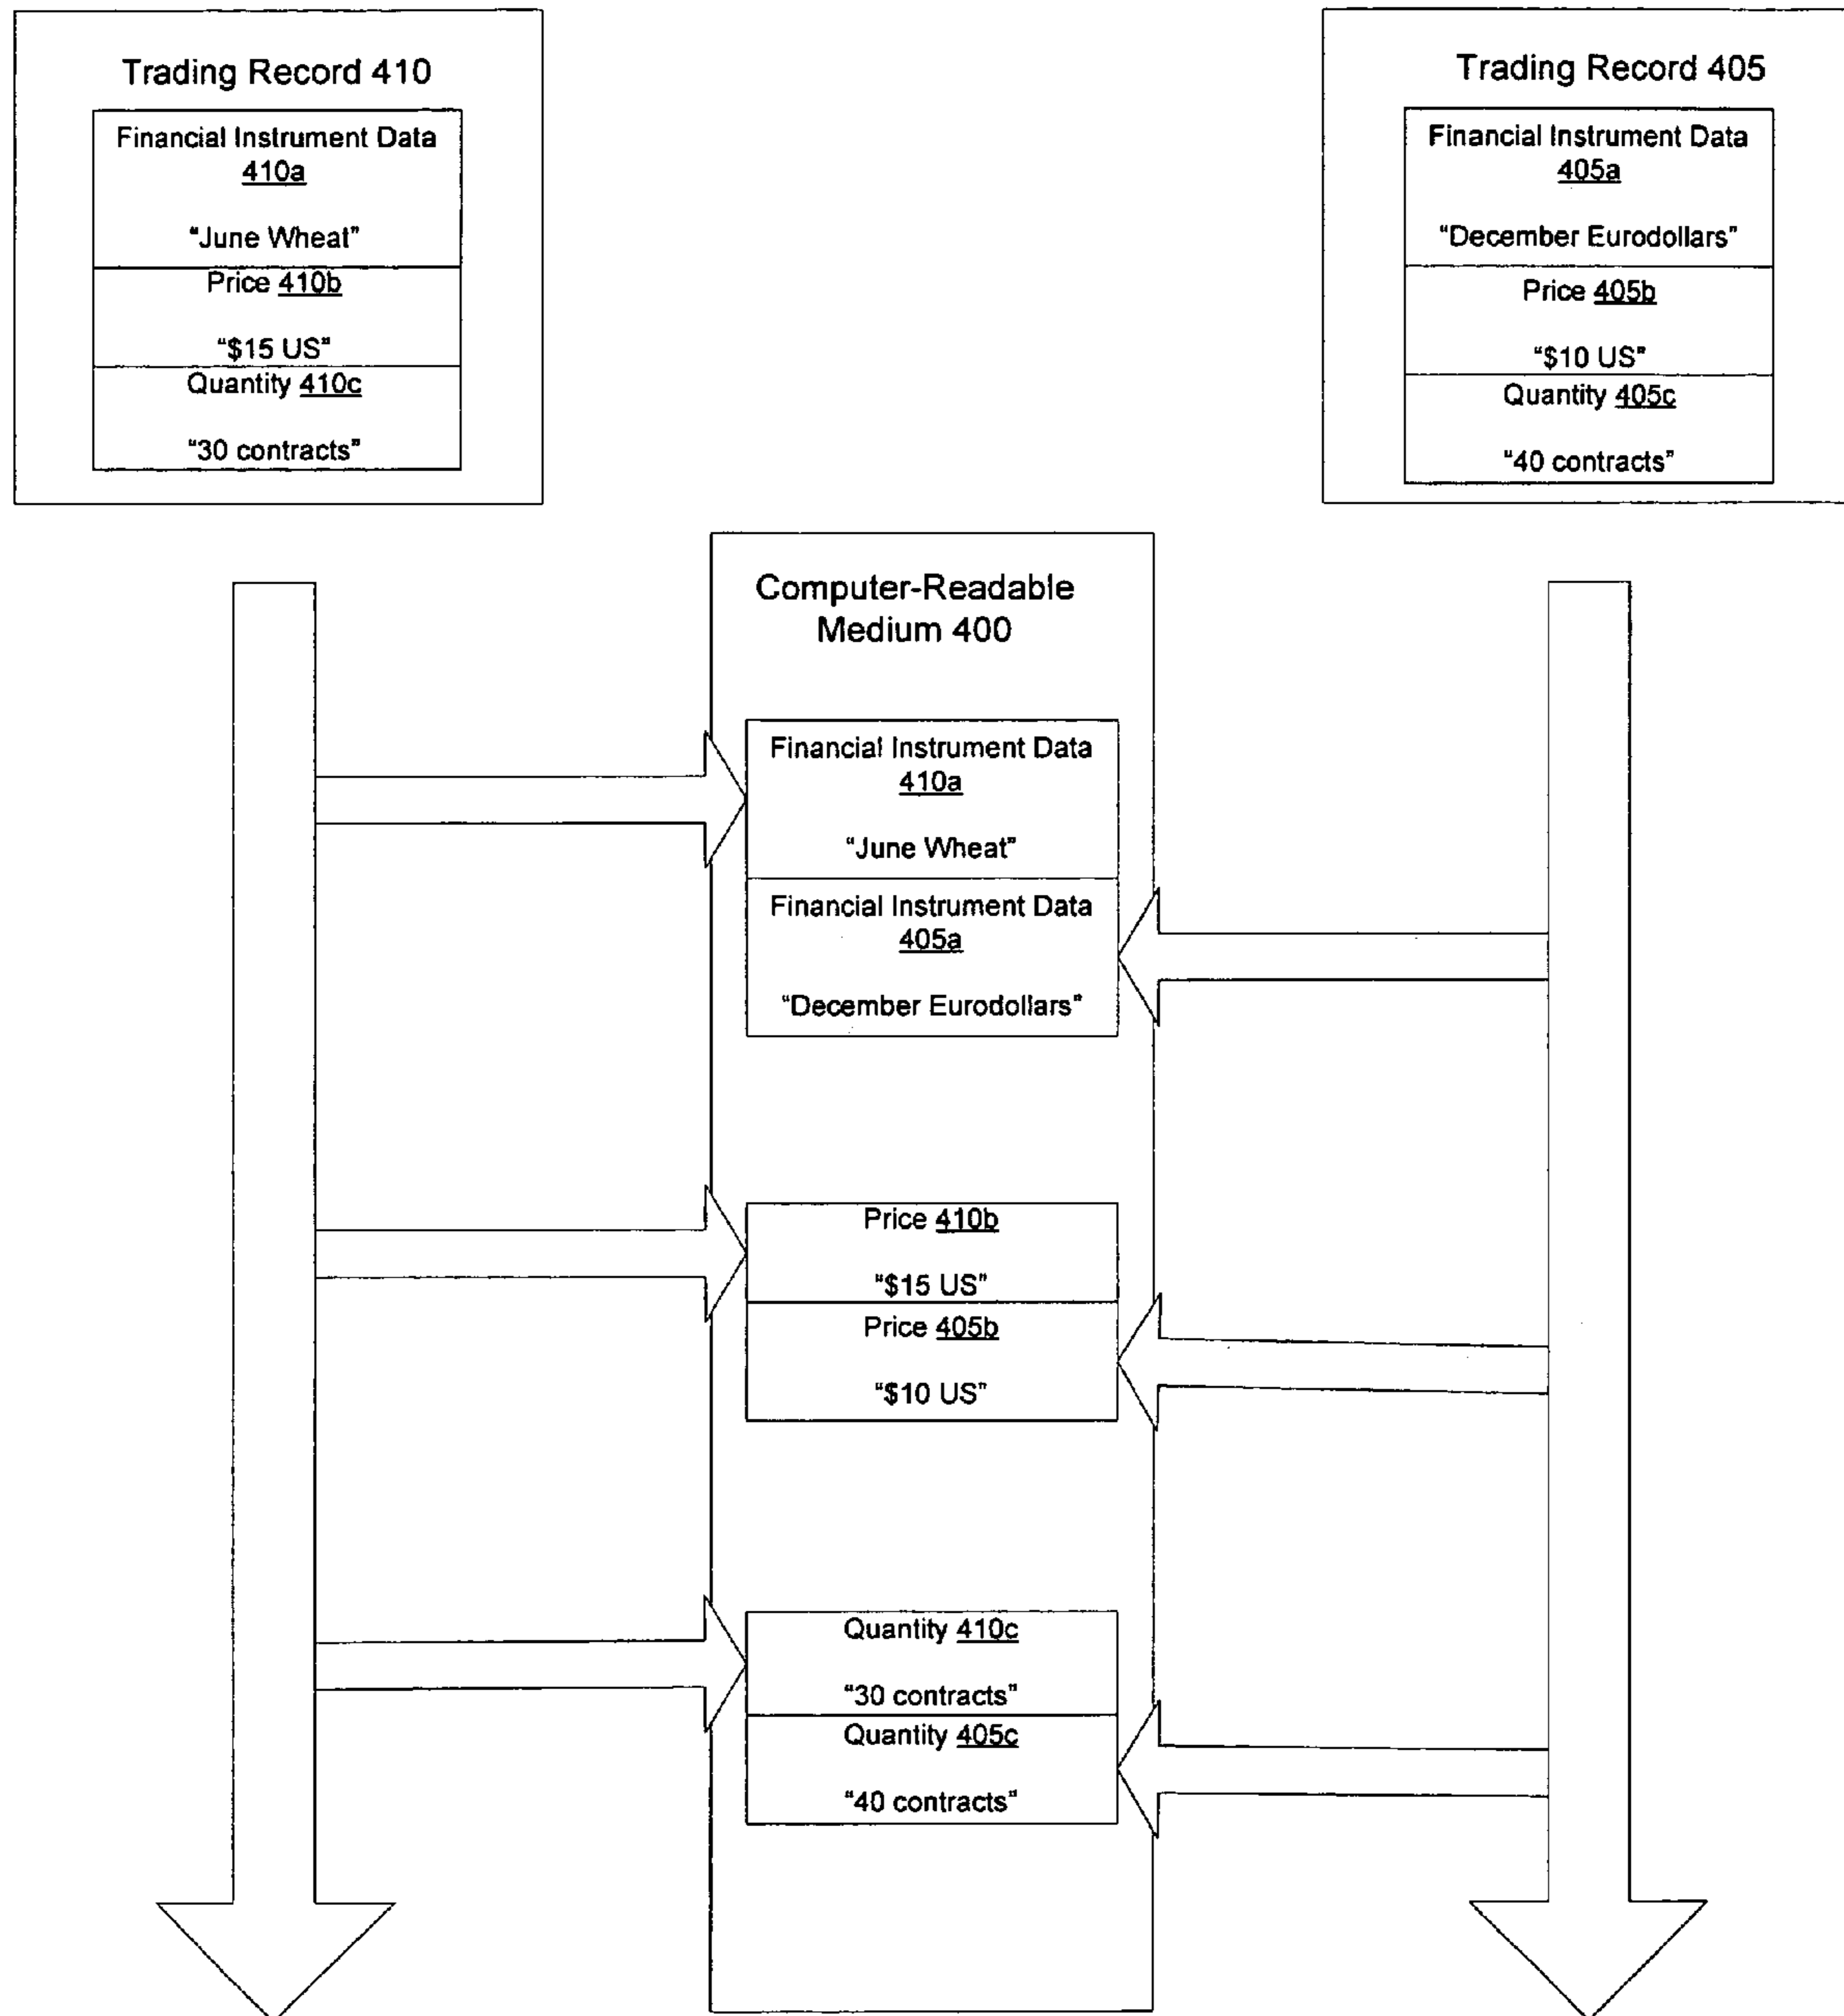 Trading Record 410
Financial Instrument Data
410a
"June Wheat"
Price 410b
"$15 US"
Quantity 410c
"30 contracts"
Trading Record 405
Financial Instrument Data
405a
"December Eurodollars"
Price 405b
"$10 US"
Quantity 405c
"40 contracts"
Computer-Readable
Medium 400
Financial Instrument Data
410a
"June Wheat"
Financial Instrument Data
405a
"December Eurodollars"
Price 410b
"$15 US"
Price 405b
"$10 US"
Quantity 410c
"30 contracts"
Quantity 405c
"40 contracts"